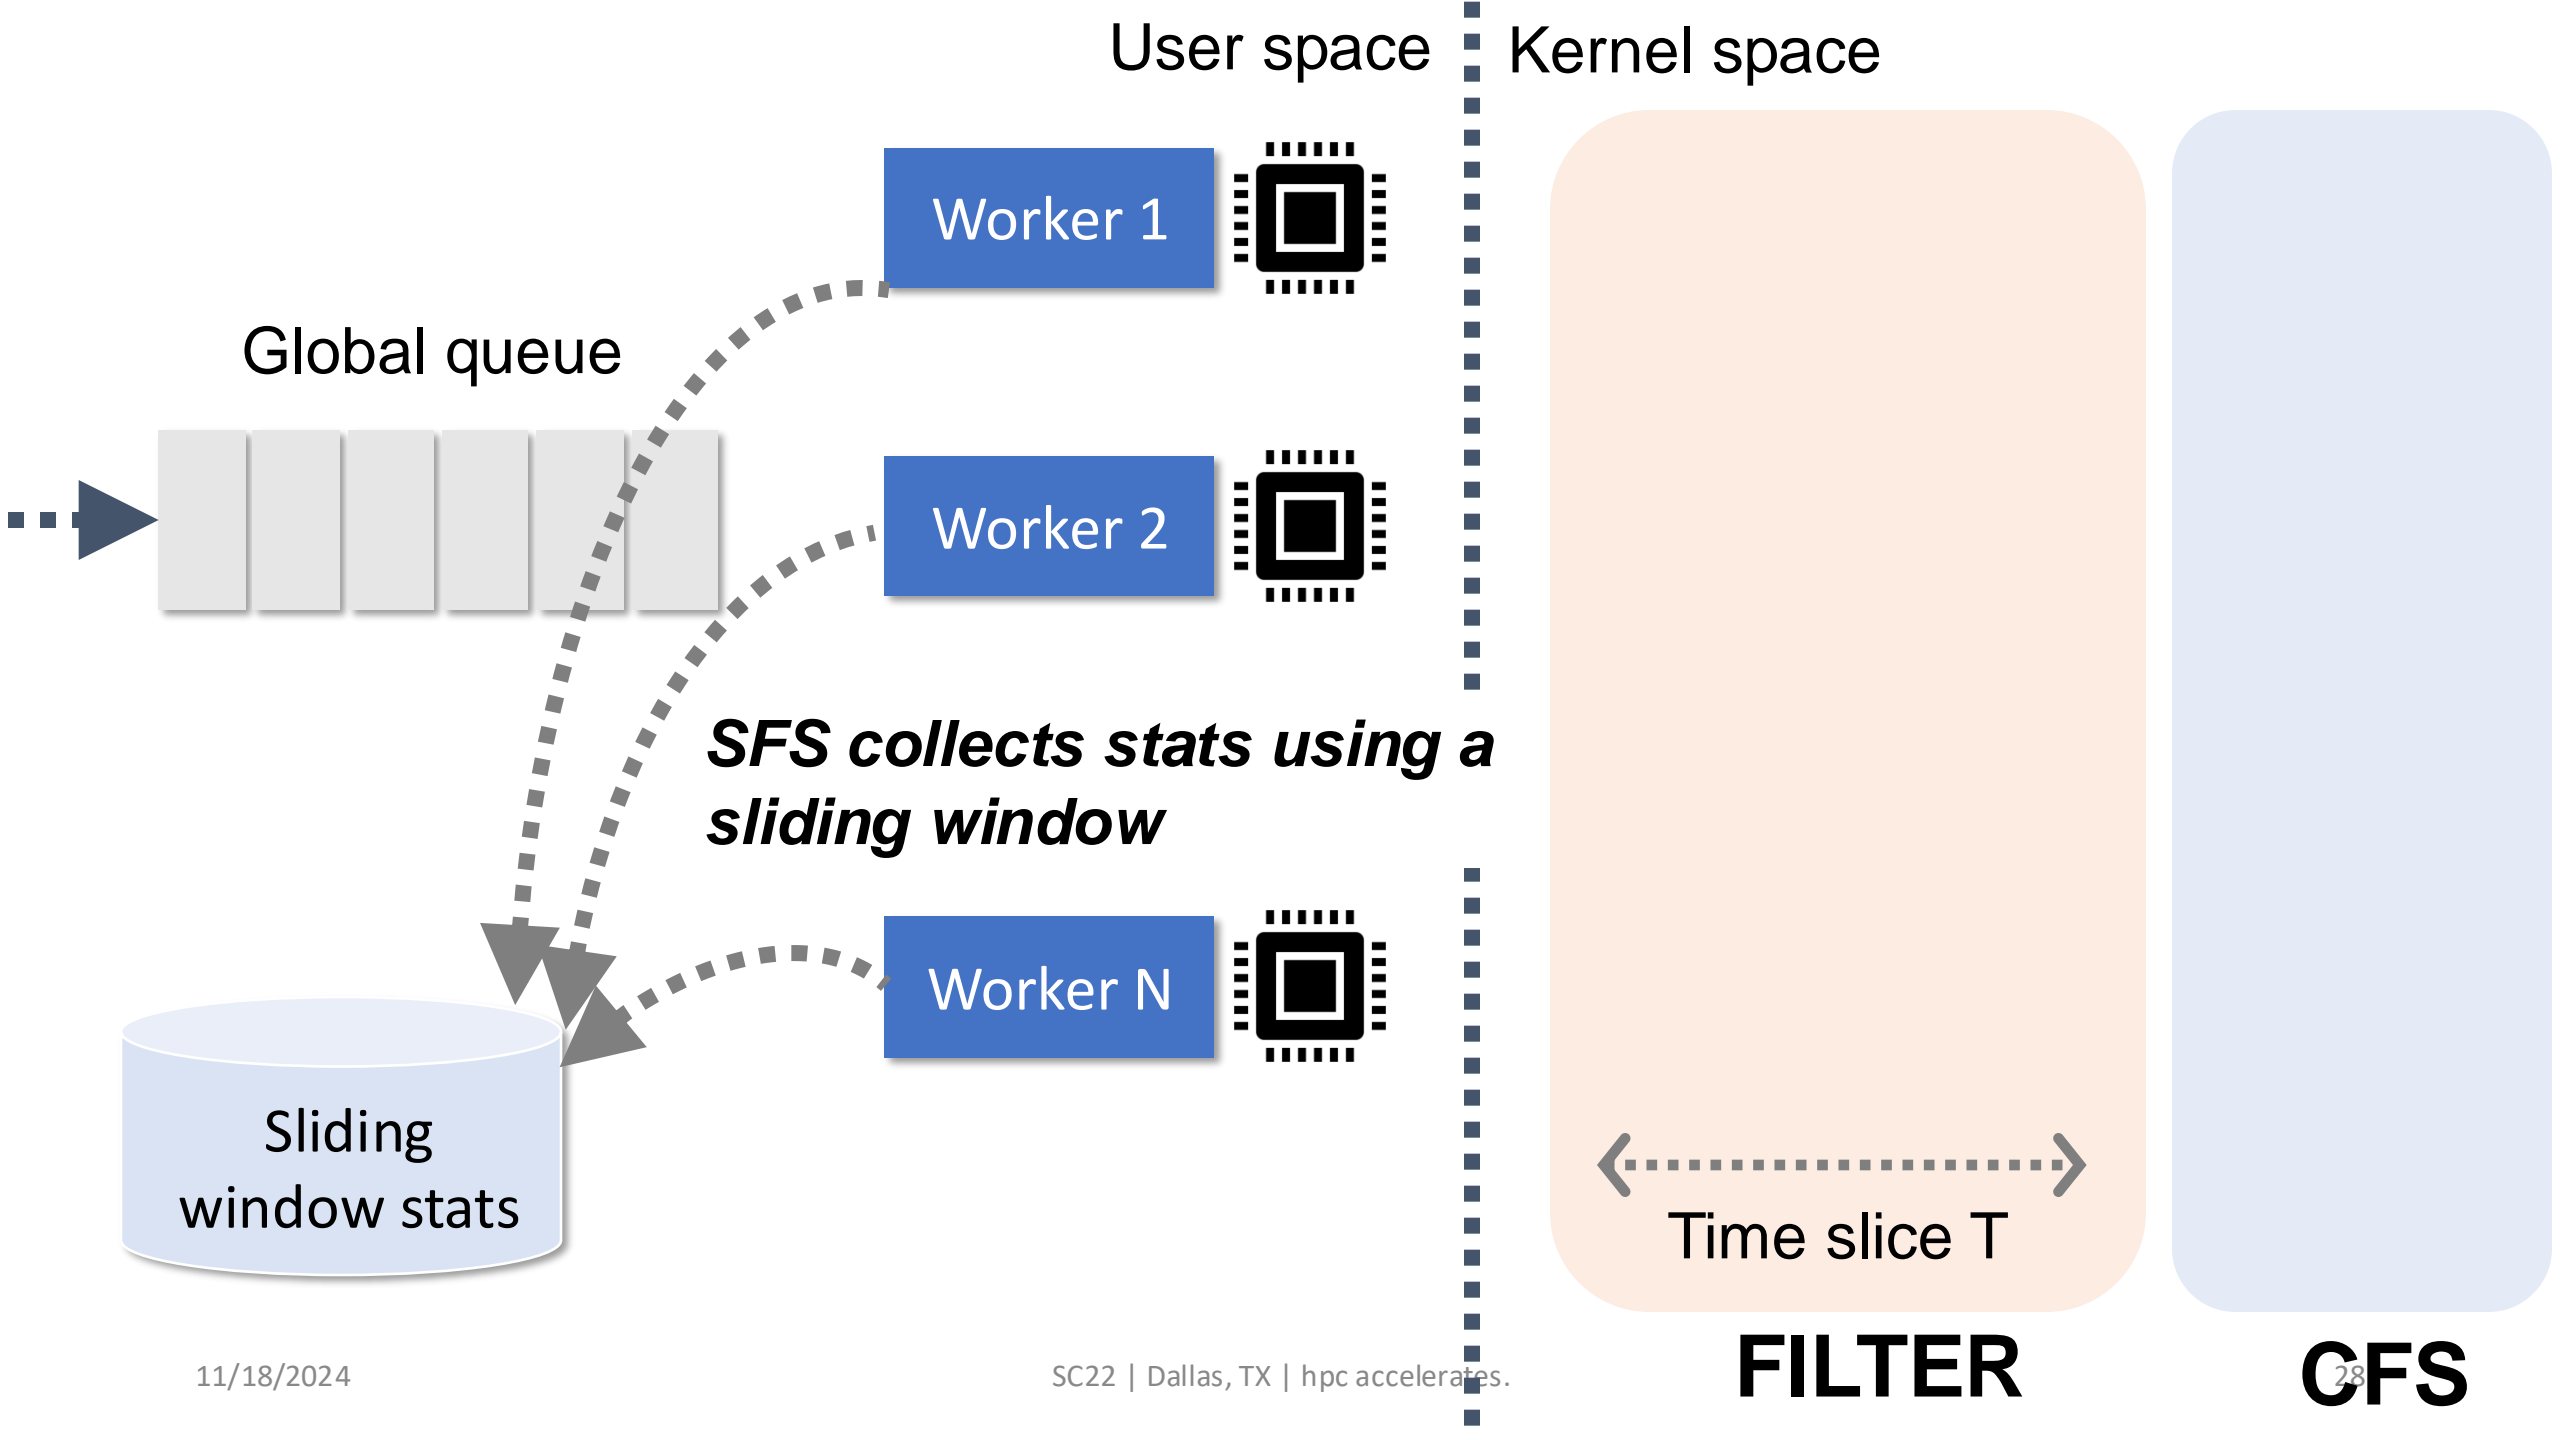 User space
Kernel space
Worker 1
Global queue
Worker 2
SFS collects stats using a
sliding window
Worker N
Sliding
window stats
Time slice T
FILTER
CFS
11/18/2024
SC22 | Dallas, TX | hpc accelerates.
28